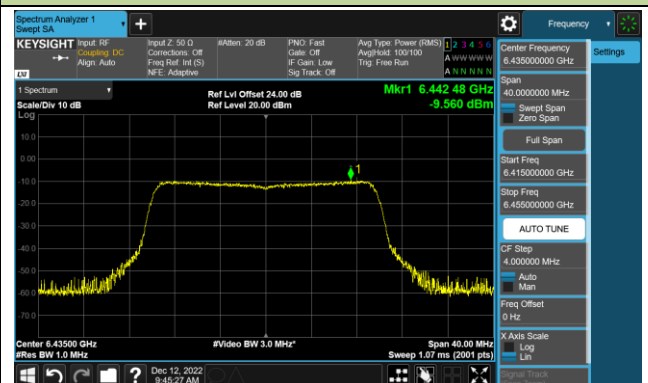 Spectrum Analyzer 1
Swept SA
+
Frequency
KEYSIGHT
Input: RF
Coupling: DC
Align: Auto
Input Z: 50 Ω
Corrections: Off
Freq Ref: Int (S)
NFE: Adaptive
#Atten: 20 dB
PNO: Fast
Gate: Off
IF Gain: Low
Sig Track: Off
Avg Type: Power (RMS)
Avg|Hold: 100/100
Trig: Free Run
1 2 3 4 5 6
A W W W W W
A N N N N N
LXI
1 Spectrum
Scale/Div 10 dB
Log
Ref Lvl Offset 24.00 dB
Ref Level 20.00 dBm
Mkr1 6.442 48 GHz
-9.560 dBm
1
10.0
0.00
-10.0
-20.0
-30.0
-40.0
-50.0
-60.0
-70.0
Center 6.43500 GHz
#Res BW 1.0 MHz
#Video BW 3.0 MHz*
Span 40.00 MHz
Sweep 1.07 ms (2001 pts)
Center Frequency
6.435000000 GHz
Settings
Span
40.0000000 MHz
Swept Span
Zero Span
Full Span
Start Freq
6.415000000 GHz
Stop Freq
6.455000000 GHz
AUTO TUNE
CF Step
4.000000 MHz
Auto
Man
Freq Offset
0 Hz
X Axis Scale
Log
Lin
Signal Track
?
Dec 12, 2022
9:45:27 AM